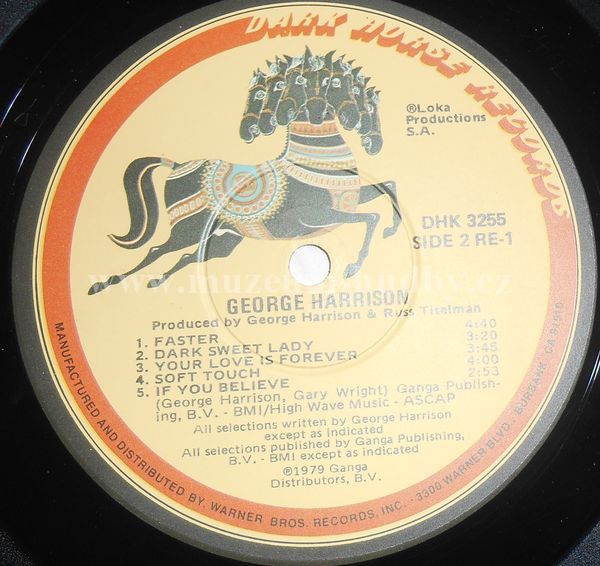 DARK HORSE RECORDS
℗Loka
Productions
S.A.
DHK 3255
SIDE 2 RE-1
GEORGE HARRISON
Produced by George Harrison & Russ Titelman
1. FASTER 4:40
2. DARK SWEET LADY 3:20
3. YOUR LOVE IS FOREVER 3:45
4. SOFT TOUCH 4:00
5. IF YOU BELIEVE 2:53
(George Harrison, Gary Wright) Ganga Publish-
ing, B.V. - BMI/High Wave Music - ASCAP
All selections written by George Harrison
except as indicated
All selections published by Ganga Publishing,
B.V. - BMI except as indicated
℗1979 Ganga
Distributors, B.V.
MANUFACTURED AND DISTRIBUTED BY WARNER BROS. RECORDS, INC. - 3300 WARNER BLVD. - BURBANK, CA. 91510